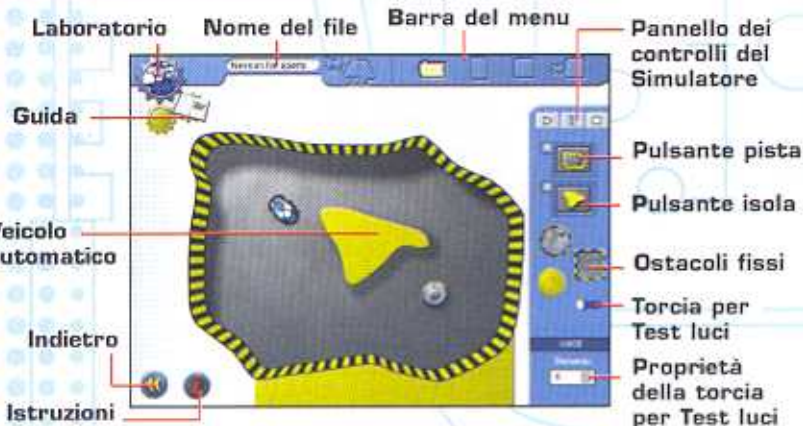 Laboratorio
Nome del file
Barra del menu
Pannello dei
controlli del
Simulatore
Guida
Pulsante pista
Pulsante isola
Veicolo
automatico
Ostacoli fissi
Torcia per
Test luci
Indietro
Proprietà
della torcia
per Test luci
Istruzioni